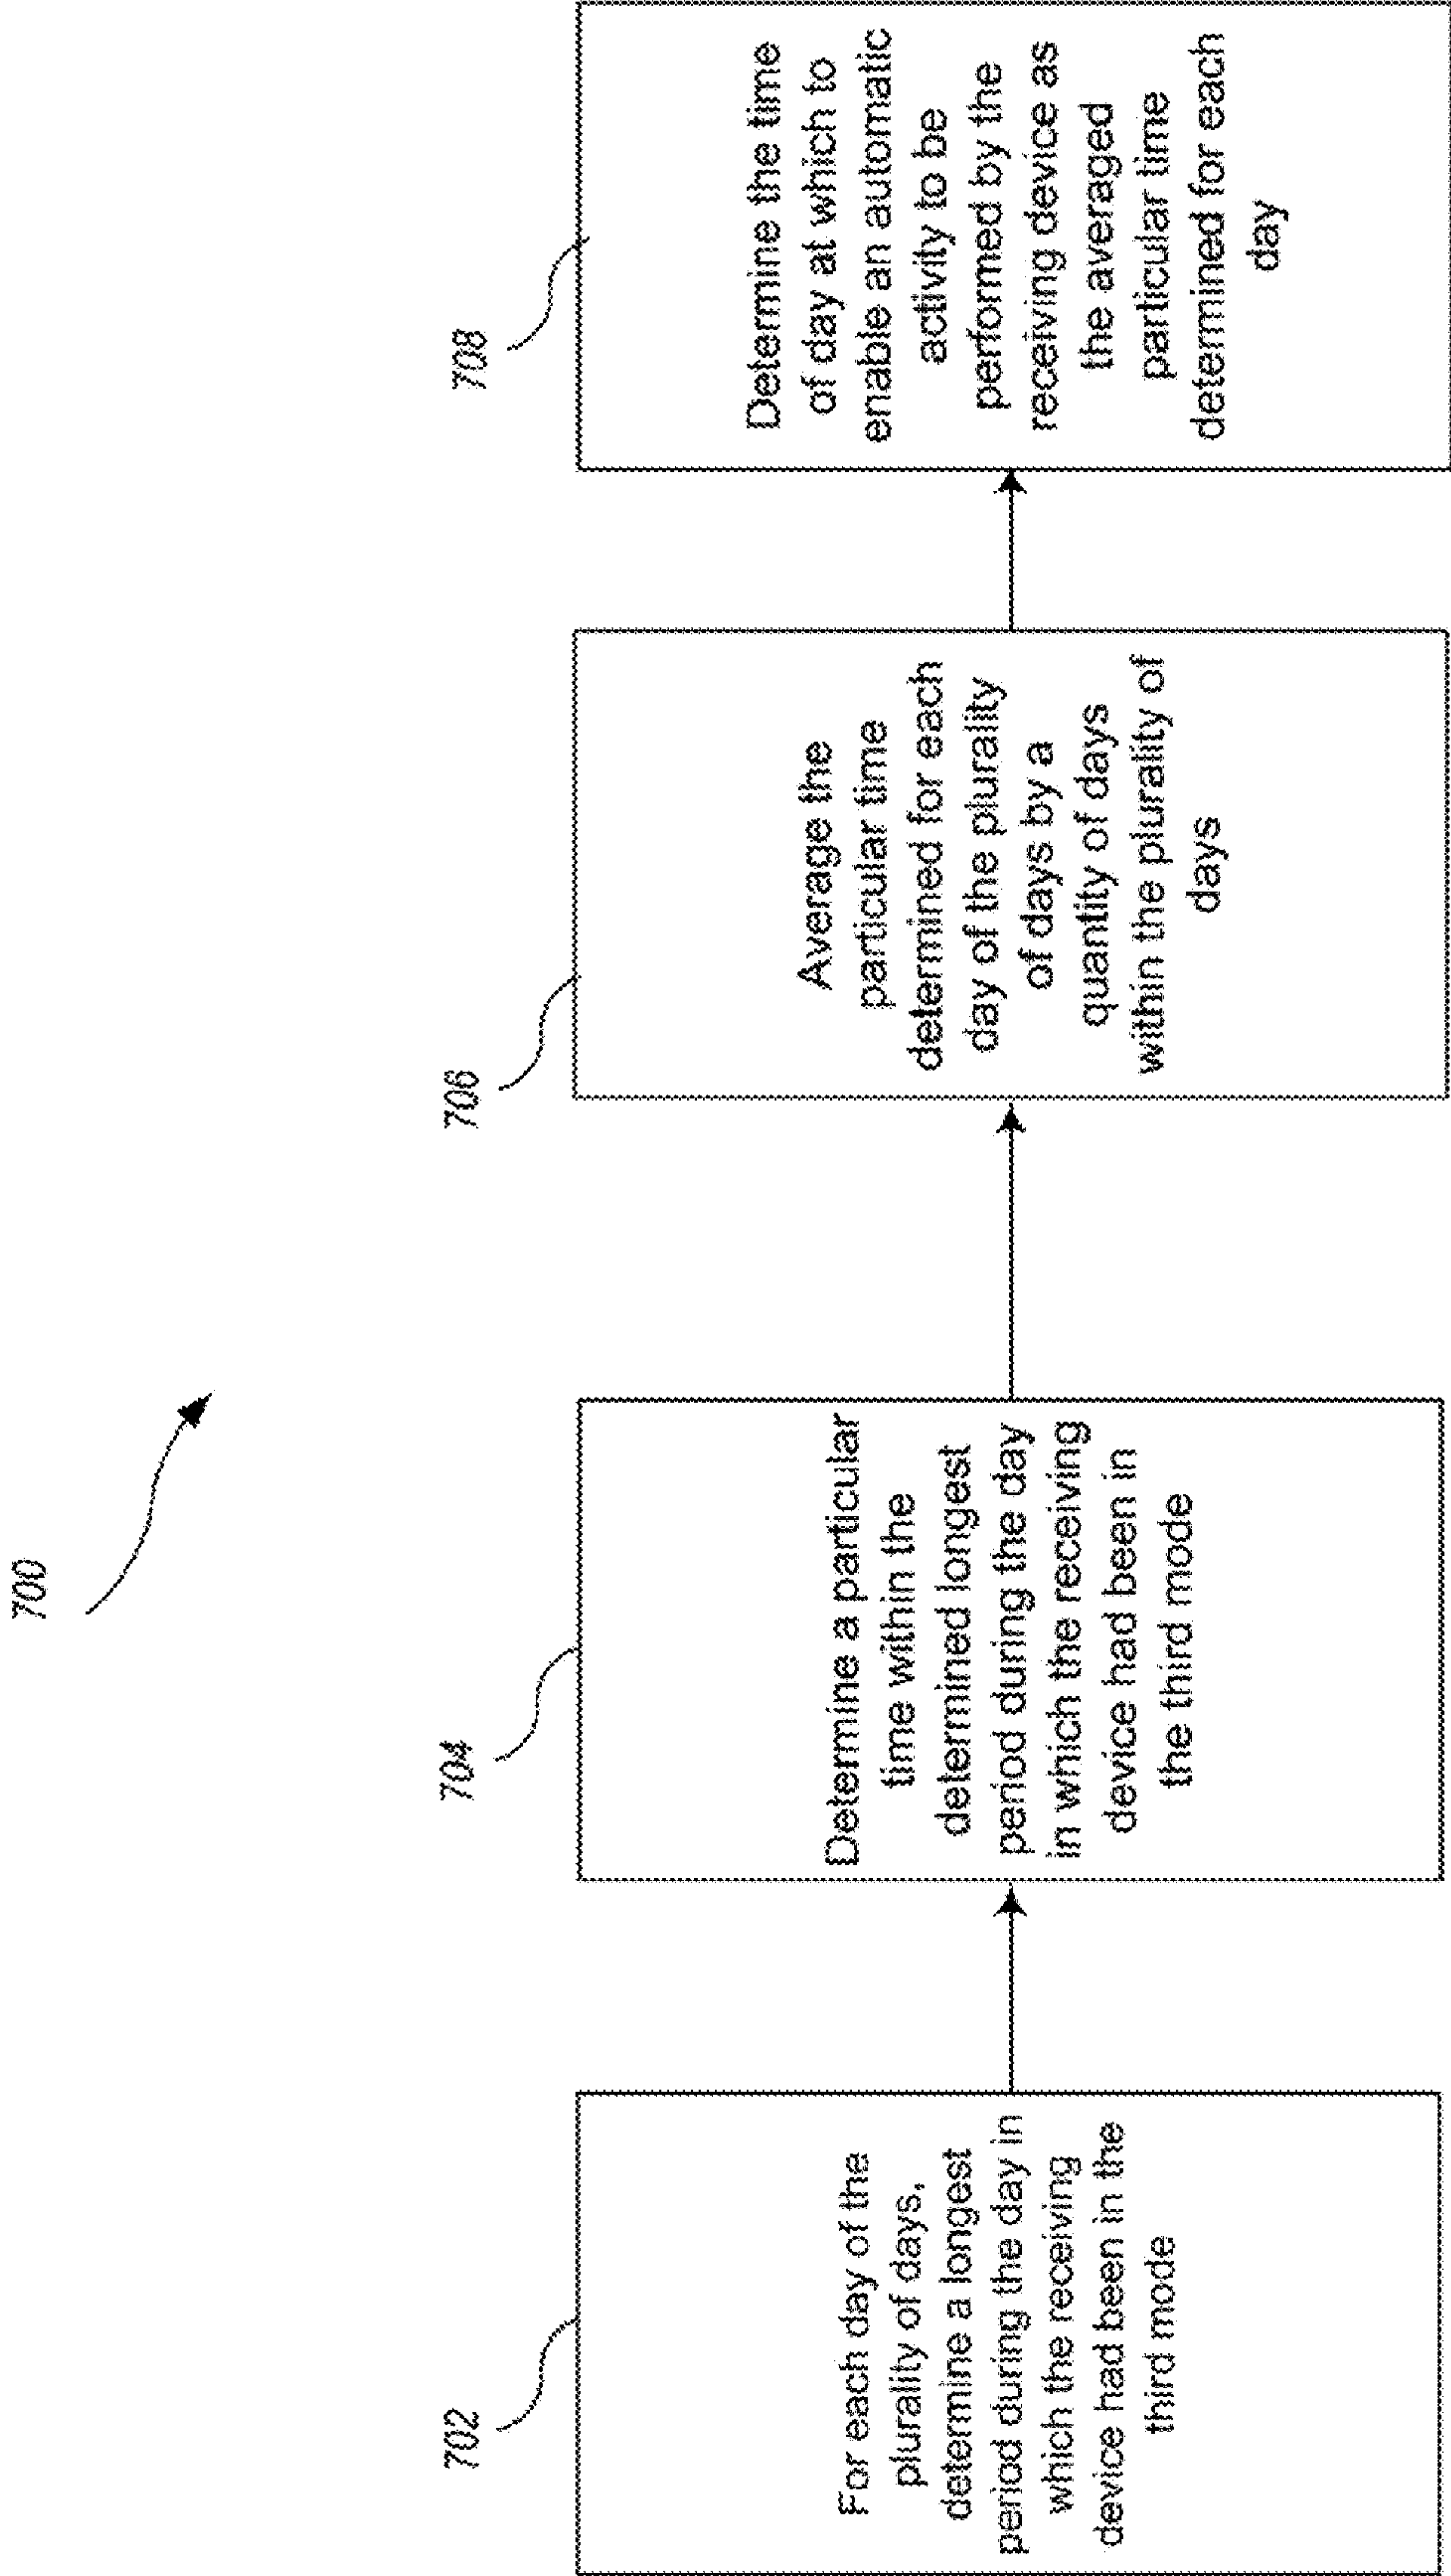 700
702
For each day of the
plurality of days,
determine a longest
period during the day in
which the receiving
device had been in the
third mode
704
Determine a particular
time within the
determined longest
period during the day
in which the receiving
device had been in
the third mode
706
Average the
particular time
determined for each
day of the plurality
of days by a
quantity of days
within the plurality of
days
708
Determine the time
of day at which to
enable an automatic
activity to be
performed by the
receiving device as
the averaged
particular time
determined for each
day